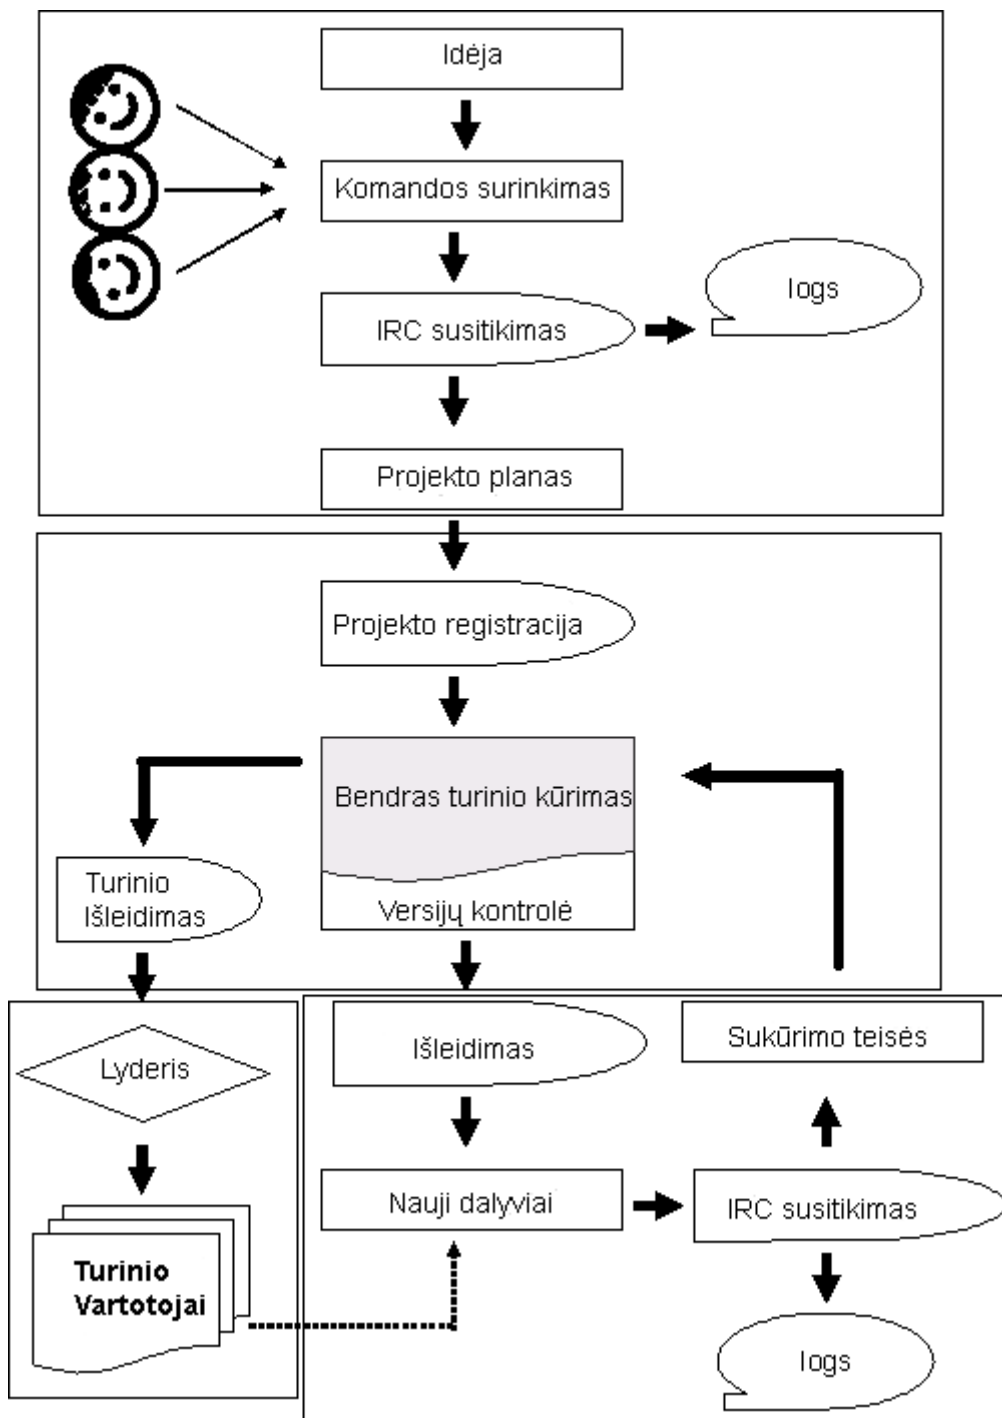 Idėja
Komandos surinkimas
IRC susitikimas
logs
Projekto planas
Projekto registracija
Bendras turinio kūrimas
Versijų kontrolė
Turinio
Išleidimas
Lyderis
Turinio
Vartotojai
Išleidimas
Sukūrimo teisės
Nauji dalyviai
IRC susitikimas
logs